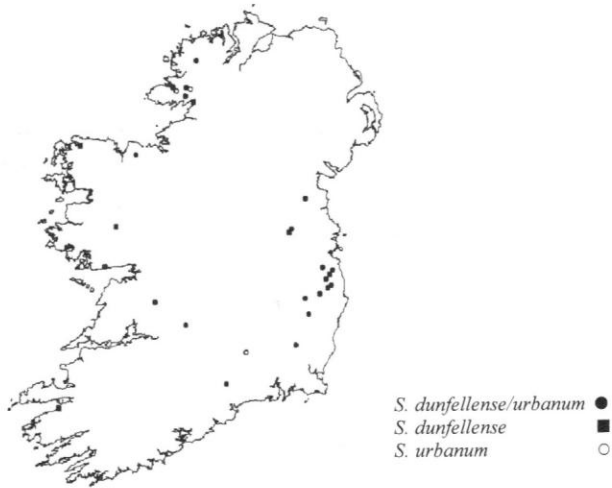 S. dunfellense/urbanum ●
S. dunfellense ■
S. urbanum ○